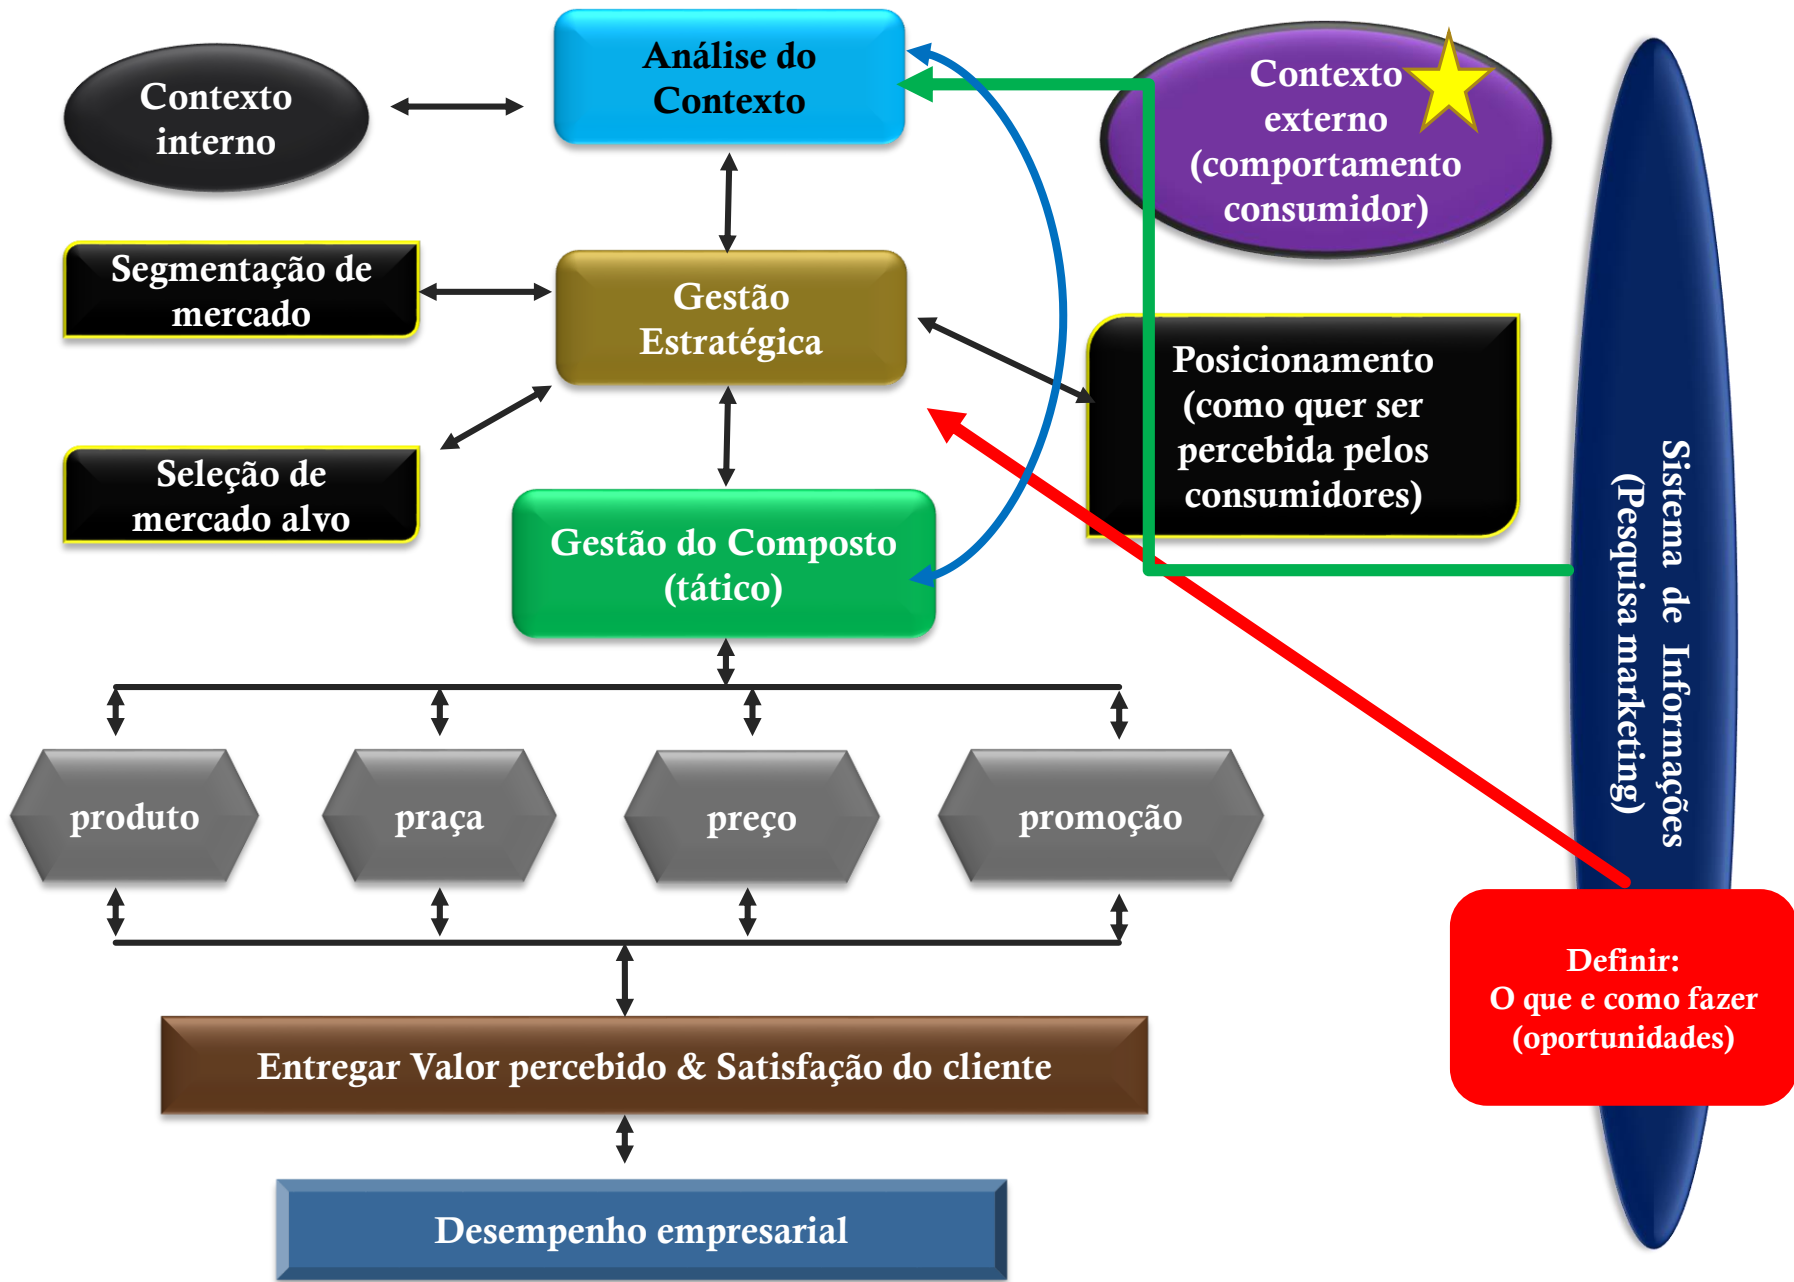 Análise do
Contexto
Contexto
interno
Contexto
externo
(comportamento
consumidor)
Segmentação de
mercado
Gestão
Estratégica
Posicionamento
(como quer ser
percebida pelos
consumidores)
Seleção de
mercado alvo
Gestão do Composto
(tático)
Sistema de Informações
(Pesquisa marketing)
produto
praça
preço
promoção
Definir:
O que e como fazer
(oportunidades)
Entregar Valor percebido & Satisfação do cliente
Desempenho empresarial